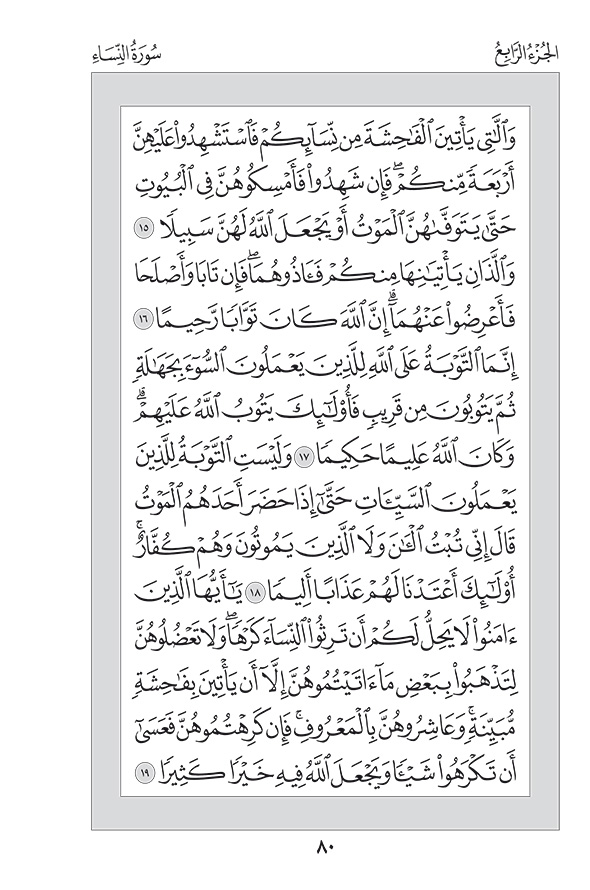 الجُزْءُ الرَّابِعُ
سُورَةُ النِّسَاءِ
وَٱلَّٰتِي يَأۡتِينَ ٱلۡفَٰحِشَةَ مِن نِّسَآئِكُمۡ فَٱسۡتَشۡهِدُواْ عَلَيۡهِنَّ
أَرۡبَعَةٗ مِّنكُمۡۖ فَإِن شَهِدُواْ فَأَمۡسِكُوهُنَّ فِي ٱلۡبُيُوتِ
حَتَّىٰ يَتَوَفَّىٰهُنَّ ٱلۡمَوۡتُ أَوۡ يَجۡعَلَ ٱللَّهُ لَهُنَّ سَبِيلٗا ١٥
وَٱلَّذَانِ يَأۡتِيَٰنِهَا مِنكُمۡ فَـَٔاذُوهُمَاۖ فَإِن تَابَا وَأَصۡلَحَا
فَأَعۡرِضُواْ عَنۡهُمَآۗ إِنَّ ٱللَّهَ كَانَ تَوَّابٗا رَّحِيمًا ١٦
إِنَّمَا ٱلتَّوۡبَةُ عَلَى ٱللَّهِ لِلَّذِينَ يَعۡمَلُونَ ٱلسُّوٓءَ بِجَهَٰلَةٖ
ثُمَّ يَتُوبُونَ مِن قَرِيبٖ فَأُوْلَٰٓئِكَ يَتُوبُ ٱللَّهُ عَلَيۡهِمۡۗ
وَكَانَ ٱللَّهُ عَلِيمًا حَكِيمٗا ١٧ وَلَيۡسَتِ ٱلتَّوۡبَةُ لِلَّذِينَ
يَعۡمَلُونَ ٱلسَّيِّـَٔاتِ حَتَّىٰٓ إِذَا حَضَرَ أَحَدَهُمُ ٱلۡمَوۡتُ
قَالَ إِنِّي تُبۡتُ ٱلۡـَٰٔنَ وَلَا ٱلَّذِينَ يَمُوتُونَ وَهُمۡ كُفَّارٌۚ
أُوْلَٰٓئِكَ أَعۡتَدۡنَا لَهُمۡ عَذَابًا أَلِيمٗا ١٨ يَٰٓأَيُّهَا ٱلَّذِينَ
ءَامَنُواْ لَا يَحِلُّ لَكُمۡ أَن تَرِثُواْ ٱلنِّسَآءَ كَرۡهٗاۖ وَلَا تَعۡضُلُوهُنَّ
لِتَذۡهَبُواْ بِبَعۡضِ مَآ ءَاتَيۡتُمُوهُنَّ إِلَّآ أَن يَأۡتِينَ بِفَٰحِشَةٖ
مُّبَيِّنَةٖۚ وَعَاشِرُوهُنَّ بِٱلۡمَعۡرُوفِۚ فَإِن كَرِهۡتُمُوهُنَّ فَعَسَىٰٓ
أَن تَكۡرَهُواْ شَيۡـٔٗا وَيَجۡعَلَ ٱللَّهُ فِيهِ خَيۡرٗا كَثِيرٗا ١٩
٨٠